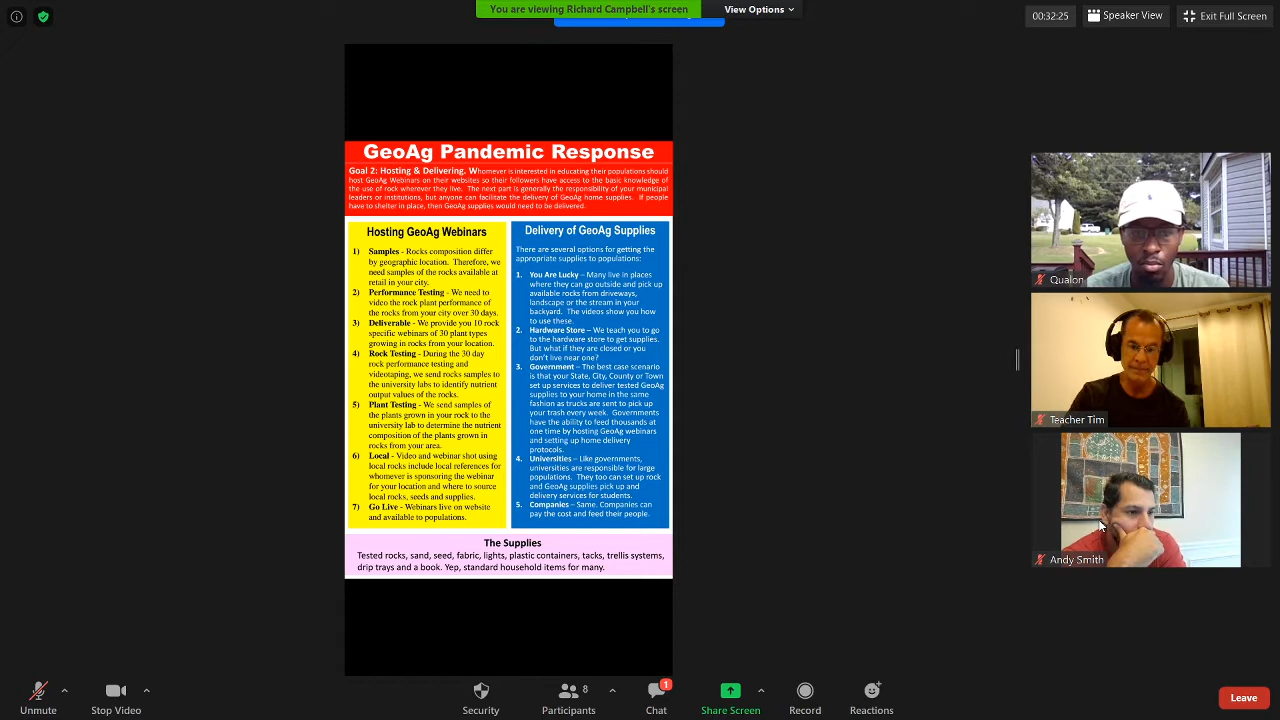 You are viewing Richard Campbell's screen
View Options
00:32:25
Speaker View
Exit Full Screen
GeoAg Pandemic Response
Goal 2: Hosting & Delivering. Whomever is interested in educating their populations should
host GeoAg Webinars on their websites so their followers have access to the basic knowledge of
the use of rock wherever they live. The next part is generally the responsibility of your municipal
leaders or institutions, but anyone can facilitate the delivery of GeoAg home supplies. If people
have to shelter in place, then GeoAg supplies would need to be delivered.
Hosting GeoAg Webinars
1) Samples - Rocks composition differ
by geographic location. Therefore, we
need samples of the rocks available at
retail in your city.
2) Performance Testing - We need to
video the rock plant performance of
the rocks from your city over 30 days.
3) Deliverable - We provide you 10 rock
specific webinars of 30 plant types
growing in rocks from your location.
4) Rock Testing - During the 30 day
rock performance testing and
videotaping, we send rocks samples to
the university labs to identify nutrient
output values of the rocks.
5) Plant Testing - We send samples of
the plants grown in your rock to the
university lab to determine the nutrient
composition of the plants grown in
rocks from your area.
6) Local - Video and webinar shot using
local rocks include local references for
whomever is sponsoring the webinar
for your location and where to source
local rocks, seeds and supplies.
7) Go Live - Webinars live on website
and available to populations.
Delivery of GeoAg Supplies
There are several options for getting the
appropriate supplies to populations:
1. You Are Lucky – Many live in places
where they can go outside and pick up
available rocks from driveways,
landscape or the stream in your
backyard. The videos show you how
to use these.
2. Hardware Store – We teach you to go
to the hardware store to get supplies.
But what if they are closed or you
don't live near one?
3. Government – The best case scenario
is that your State, City, County or Town
set up services to deliver tested GeoAg
supplies to your home in the same
fashion as trucks are sent to pick up
your trash every week. Governments
have the ability to feed thousands at
one time by hosting GeoAg webinars
and setting up home delivery
protocols.
4. Universities – Like governments,
universities are responsible for large
populations. They too can set up rock
and GeoAg supplies pick up and
delivery services for students.
5. Companies – Same. Companies can
pay the cost and feed their people.
The Supplies
Tested rocks, sand, seed, fabric, lights, plastic containers, tacks, trellis systems,
drip trays and a book. Yep, standard household items for many.
Qualon
Teacher Tim
Andy Smith
Unmute
Stop Video
Security
Participants
8
Chat
1
Share Screen
Record
Reactions
Leave